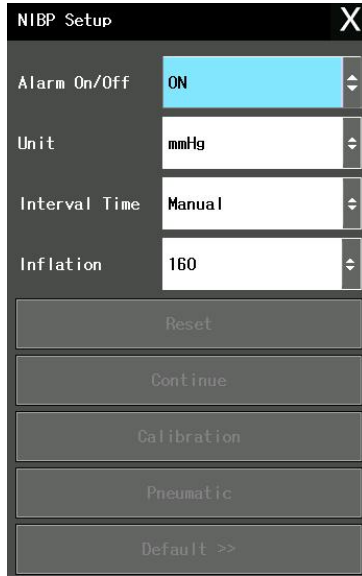 NIBP Setup X
Alarm On/Off ON
Unit mmHg
Interval Time Manual
Inflation 160
Reset
Continue
Calibration
Pneumatic
Default >>